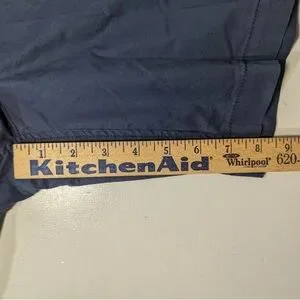 1 2 3 4 5 6 7 8 9
KitchenAid® Whirlpool® 620-